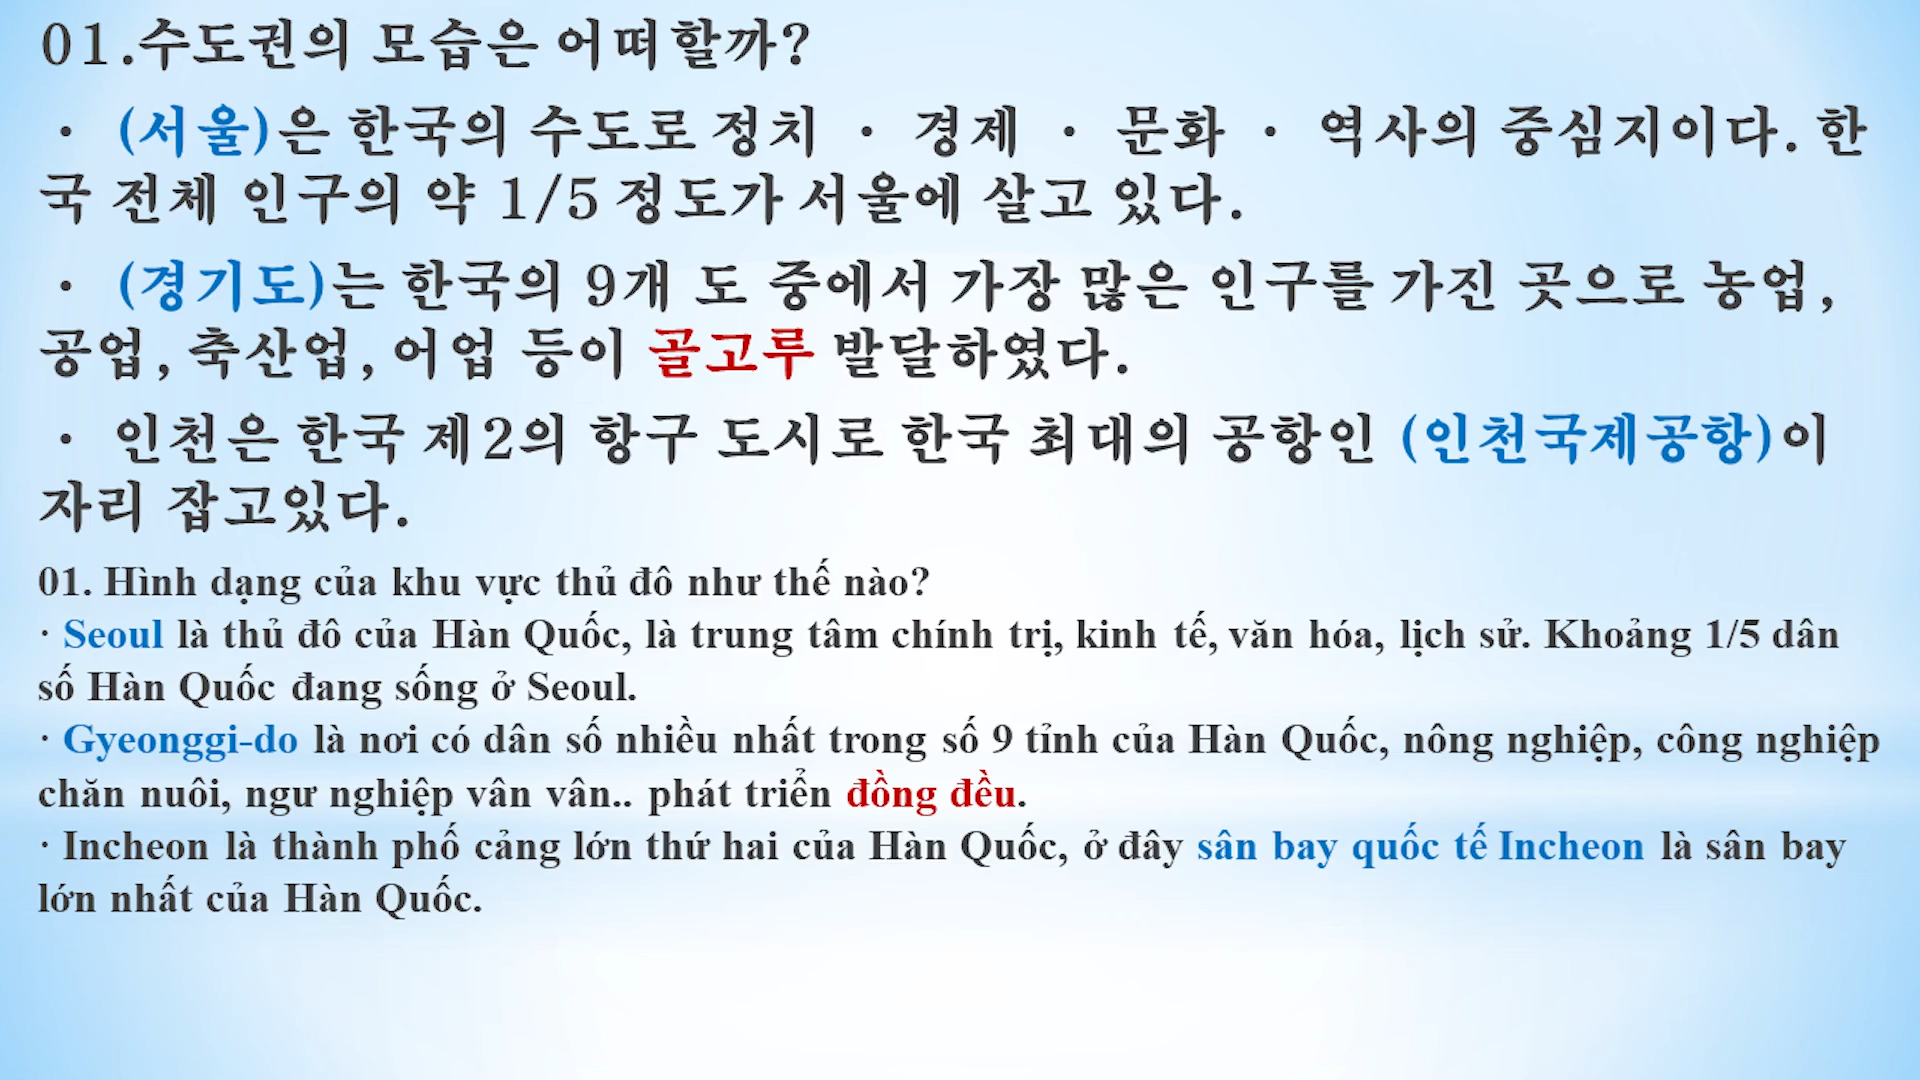 01.수도권의 모습은 어떠할까?
· (서울)은 한국의 수도로 정치 · 경제 · 문화 · 역사의 중심지이다. 한
국 전체 인구의 약 1/5 정도가 서울에 살고 있다.
· (경기도)는 한국의 9개 도 중에서 가장 많은 인구를 가진 곳으로 농업,
공업, 축산업, 어업 등이 골고루 발달하였다.
· 인천은 한국 제2의 항구 도시로 한국 최대의 공항인 (인천국제공항)이
자리 잡고있다.
01. Hình dạng của khu vực thủ đô như thế nào?
· Seoul là thủ đô của Hàn Quốc, là trung tâm chính trị, kinh tế, văn hóa, lịch sử. Khoảng 1/5 dân
số Hàn Quốc đang sống ở Seoul.
· Gyeonggi-do là nơi có dân số nhiều nhất trong số 9 tỉnh của Hàn Quốc, nông nghiệp, công nghiệp
chăn nuôi, ngư nghiệp vân vân.. phát triển đồng đều.
· Incheon là thành phố cảng lớn thứ hai của Hàn Quốc, ở đây sân bay quốc tế Incheon là sân bay
lớn nhất của Hàn Quốc.